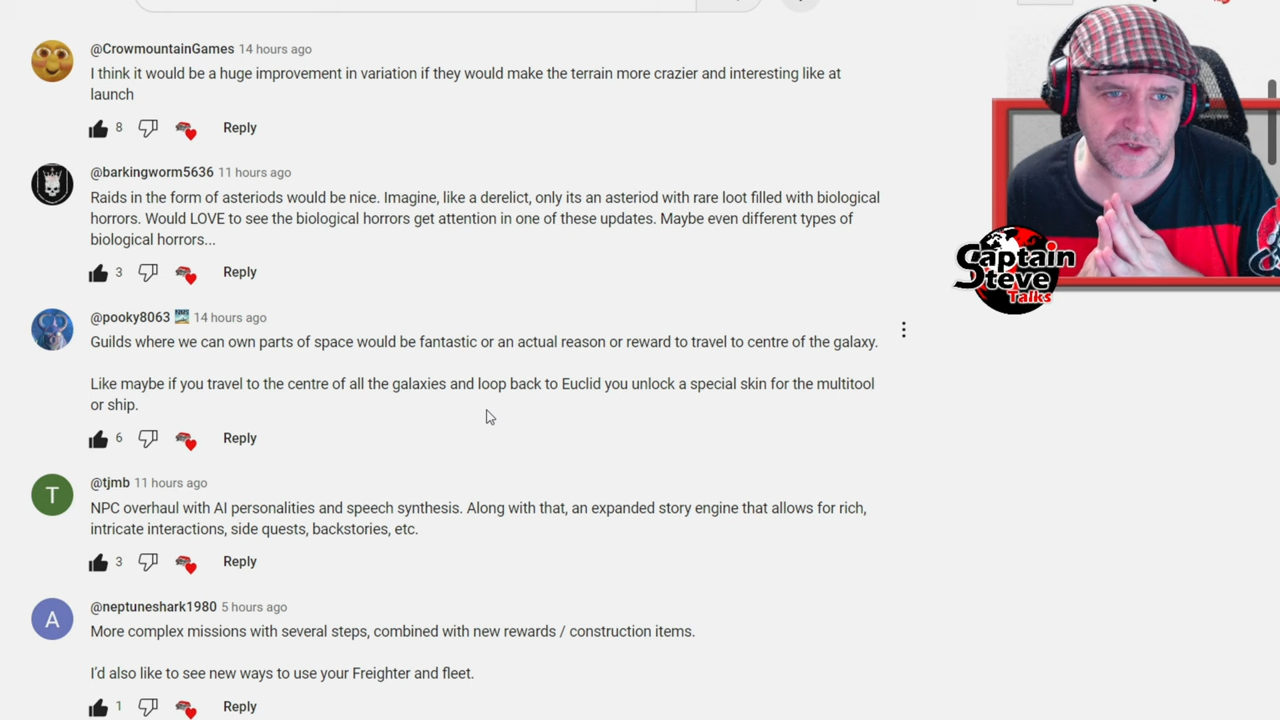 @CrowmountainGames 14 hours ago
I think it would be a huge improvement in variation if they would make the terrain more crazier and interesting like at
launch
8 Reply
@barkingworm5636 11 hours ago
Raids in the form of asteriods would be nice. Imagine, like a derelict, only its an asteriod with rare loot filled with biological
horrors. Would LOVE to see the biological horrors get attention in one of these updates. Maybe even different types of
biological horrors...
3 Reply
@pooky8063 14 hours ago
Guilds where we can own parts of space would be fantastic or an actual reason or reward to travel to centre of the galaxy.
Like maybe if you travel to the centre of all the galaxies and loop back to Euclid you unlock a special skin for the multitool
or ship.
6 Reply
T
@tjmb 11 hours ago
NPC overhaul with AI personalities and speech synthesis. Along with that, an expanded story engine that allows for rich,
intricate interactions, side quests, backstories, etc.
3 Reply
A
@neptuneshark1980 5 hours ago
More complex missions with several steps, combined with new rewards / construction items.
I'd also like to see new ways to use your Freighter and fleet.
1 Reply
Captain
Steve
Talks